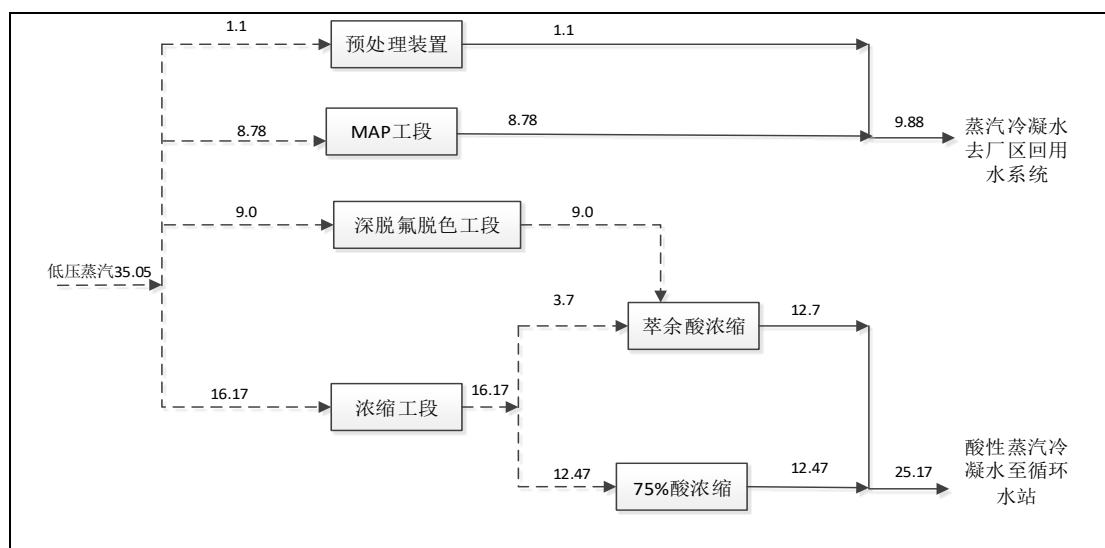 1.1
预处理装置
1.1
8.78
MAP工段
8.78
9.88
蒸汽冷凝水
去厂区回用
水系统
9.0
深脱氟脱色工段
9.0
低压蒸汽35.05
3.7
萃余酸浓缩
12.7
16.17
浓缩工段
16.17
12.47
75%酸浓缩
12.47
25.17
酸性蒸汽冷
凝水至循环
水站